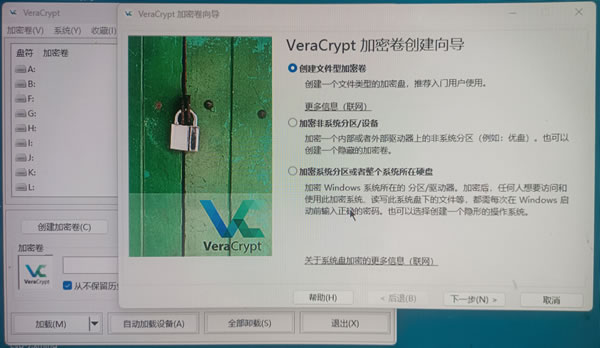 VeraCrypt
加密卷(V) 系统(Y) 收藏(I)
盘符 加密卷
A:
B:
F:
G:
H:
I:
J:
K:
L:
创建加密卷(C)
加密卷
VeraCrypt
从不保留历
加载(M)
自动加载设备(A)
全部卸载(S)
退出(X)
VeraCrypt 加密卷向导
VeraCrypt
VeraCrypt 加密卷创建向导
创建文件型加密卷
创建一个文件类型的加密盘，推荐入门用户使用。
更多信息（联网）
加密非系统分区/设备
加密一个内部或者外部驱动器上的非系统分区（例如：优盘）。也可以
创建一个隐藏的加密卷。
加密系统分区或者整个系统所在硬盘
加密 Windows 系统所在的 分区/驱动器。加密后，任何人想要访问和
使用此加密系统、读写此系统盘下的文件等，都需每次在 Windows 启
动前输入正确的密码。也可以选择创建一个隐形的操作系统。
关于系统盘加密的更多信息（联网）
帮助(H)
< 后退(B)
下一步(N) >
取消